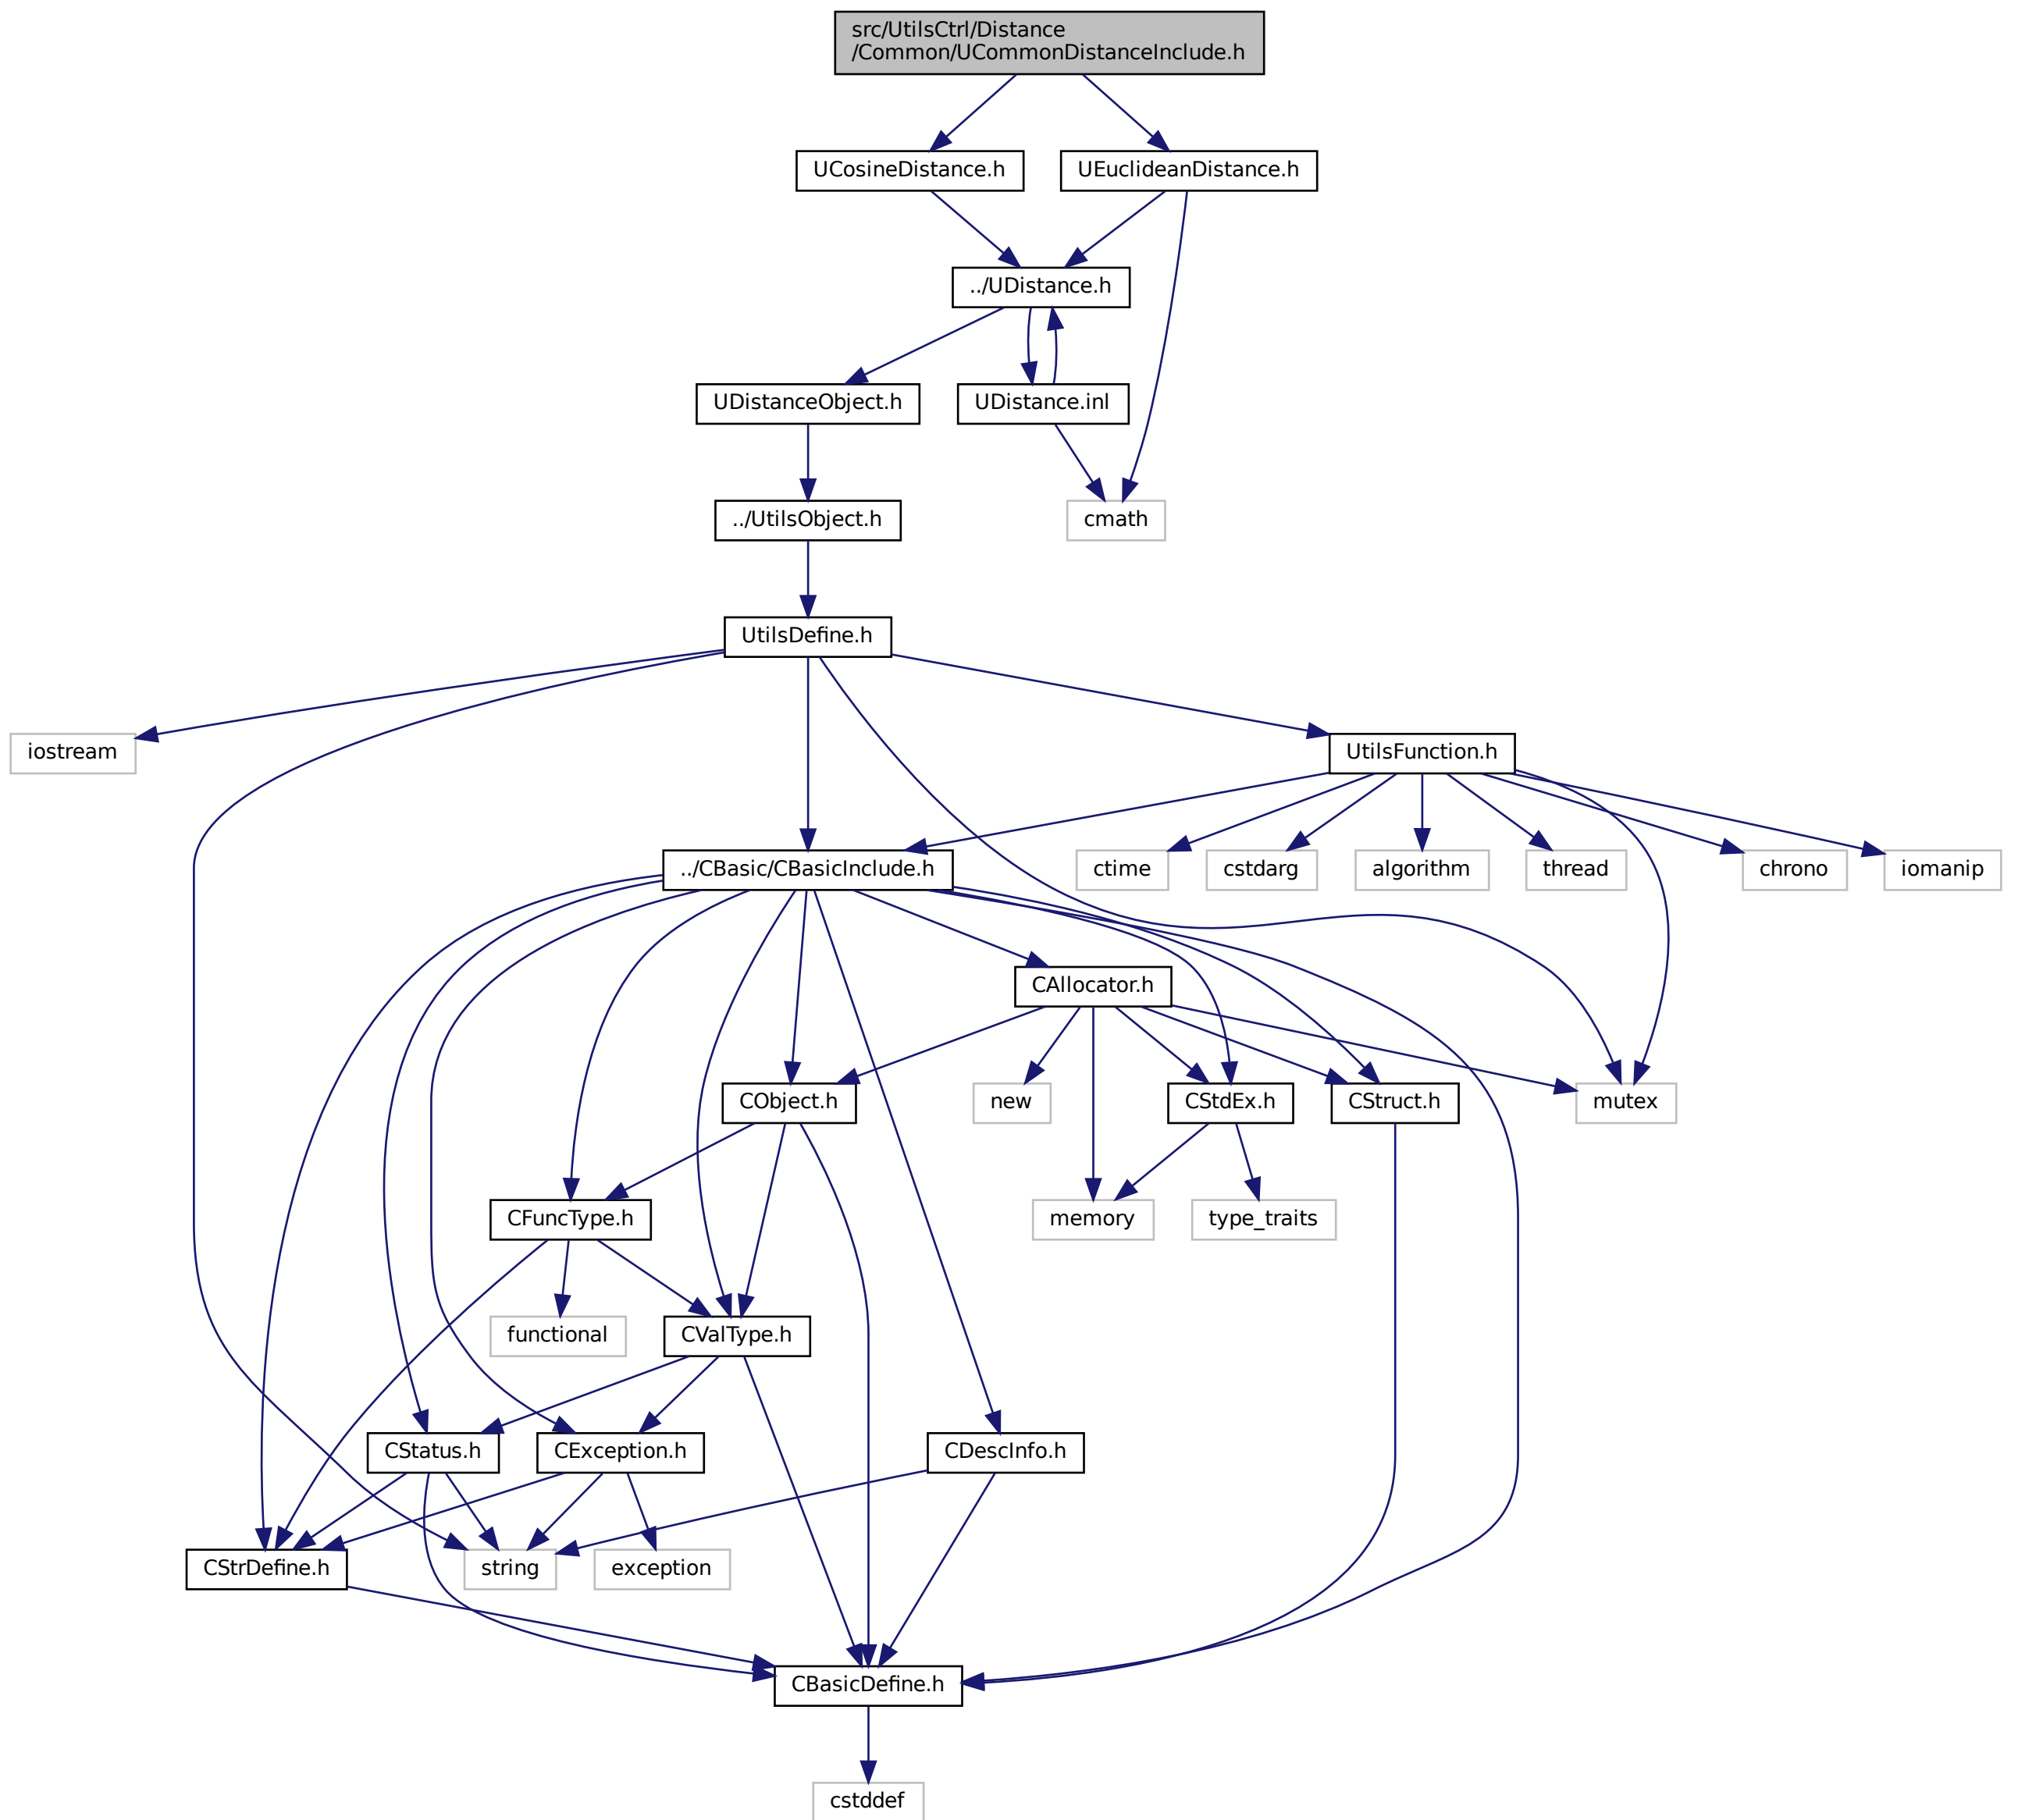 src/UtilsCtrl/Distance
/Common/UCommonDistanceInclude.h
UCosineDistance.h
UEuclideanDistance.h
../UDistance.h
UDistanceObject.h
UDistance.inl
../UtilsObject.h
cmath
UtilsDefine.h
iostream
UtilsFunction.h
../CBasic/CBasicInclude.h
ctime
cstdarg
algorithm
thread
chrono
iomanip
CAllocator.h
CObject.h
new
CStdEx.h
CStruct.h
mutex
CFuncType.h
memory
type_traits
functional
CValType.h
CStatus.h
CException.h
CDescInfo.h
CStrDefine.h
string
exception
CBasicDefine.h
cstddef